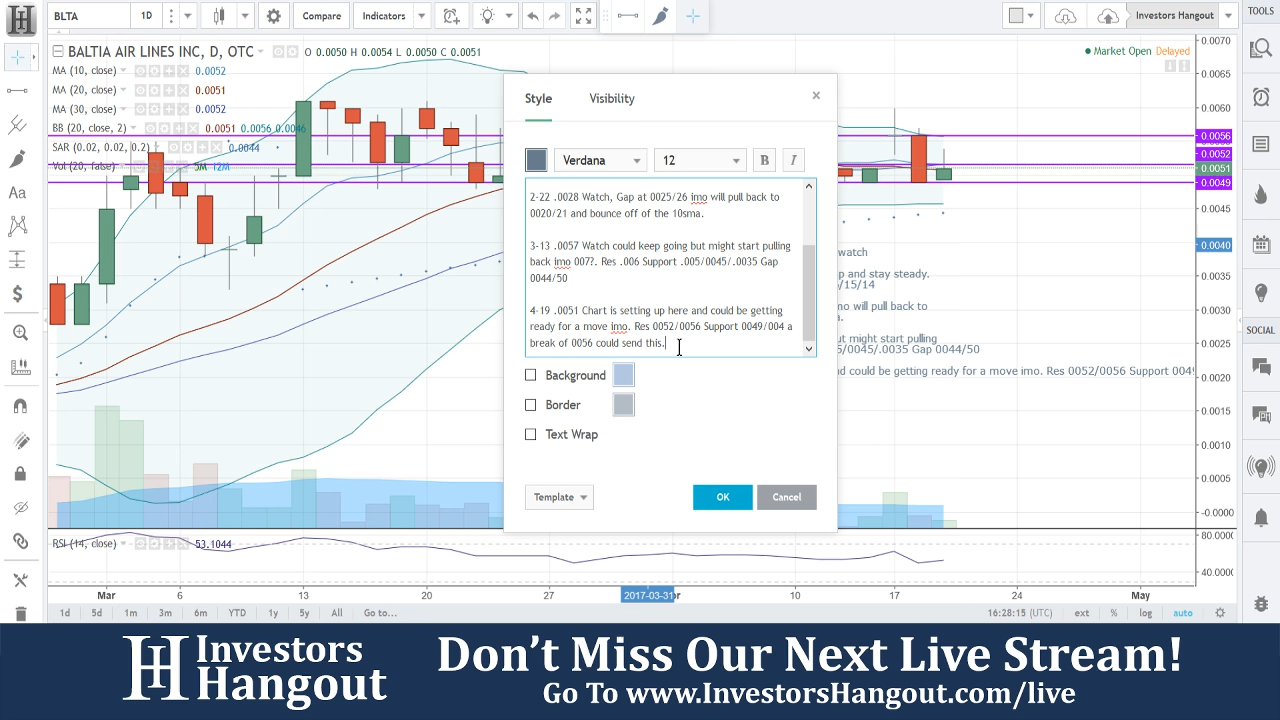 BLTA
1D
Compare
Indicators
Investors Hangout
TOOLS
BALTIA AIR LINES INC, D, OTC
O 0.0050 H 0.0054 L 0.0050 C 0.0051
Market Open Delayed
MA (10, close) 0.0052
MA (20, close) 0.0051
MA (30, close) 0.0052
BB (20, close, 2) 0.0051 0.0056 0.0046
SAR (0.02, 0.02, 0.2) 0.0044
Vol (20, false) 5M 12M
Style
Visibility
×
Verdana
12
B
I
2-22 .0028 Watch, Gap at 0025/26 imo will pull back to
0020/21 and bounce off of the 10sma.
3-13 .0057 Watch could keep going but might start pulling
back imo 007?. Res .006 Support .005/0045/.0035 Gap
0044/50
4-19 .0051 Chart is setting up here and could be getting
ready for a move imo. Res 0052/0056 Support 0049/004 a
break of 0056 could send this.
Background
Border
Text Wrap
Template
OK
Cancel
watch
p and stay steady.
/15/14
mo will pull back to
a.
ut might start pulling
5/0045/.0035 Gap 0044/50
d could be getting ready for a move imo. Res 0052/0056 Support 0049
0.0070
0.0065
0.0060
0.0056
0.0052
0.0051
0.0049
0.0045
0.0040
0.0035
0.0030
0.0025
0.0020
0.0015
0.0010
0.0005
-0.0000
80.0000
40.0000
SOCIAL
Aa
$
RSI (14, close) 53.1044
Mar
6
13
20
27
2017-03-31
pr
10
17
24
May
1d
5d
1m
3m
6m
YTD
1y
5y
All
Go to...
16:28:15 (UTC)
ext
%
log
auto
Investors
Hangout
Don't Miss Our Next Live Stream!
Go To www.InvestorsHangout.com/live